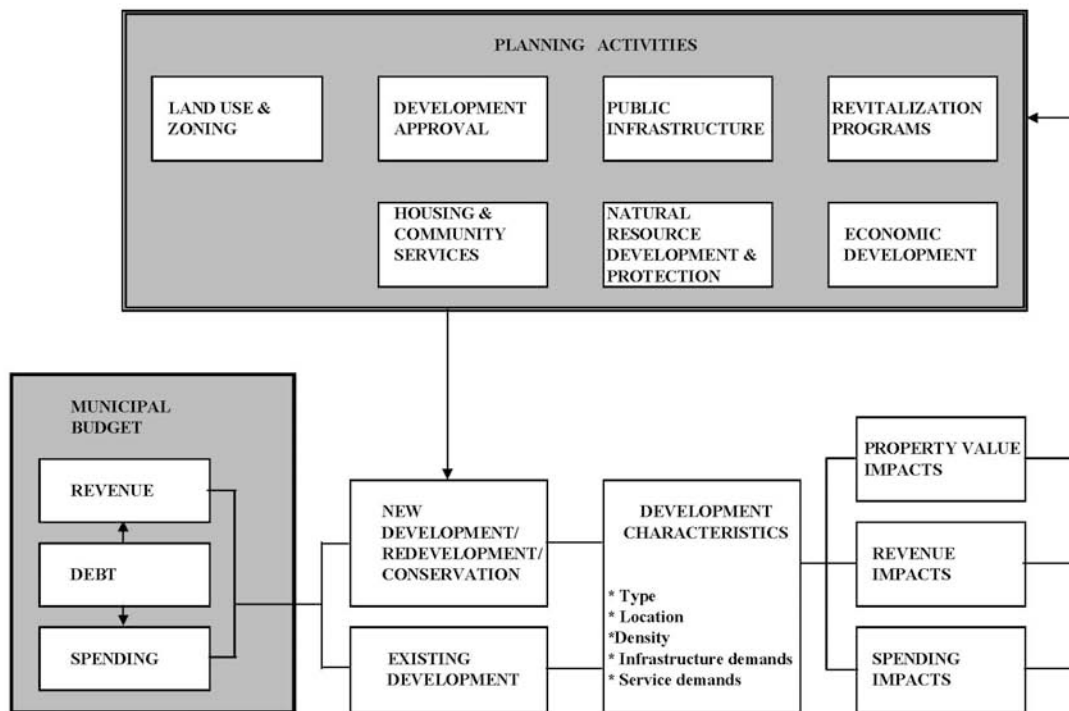 PLANNING ACTIVITIES
LAND USE &
ZONING
DEVELOPMENT
APPROVAL
PUBLIC
INFRASTRUCTURE
REVITALIZATION
PROGRAMS
HOUSING &
COMMUNITY
SERVICES
NATURAL
RESOURCE
DEVELOPMENT &
PROTECTION
ECONOMIC
DEVELOPMENT
MUNICIPAL
BUDGET
REVENUE
DEBT
SPENDING
NEW
DEVELOPMENT/
REDEVELOPMENT/
CONSERVATION
EXISTING
DEVELOPMENT
DEVELOPMENT
CHARACTERISTICS
* Type
* Location
*Density
* Infrastructure demands
* Service demands
PROPERTY VALUE
IMPACTS
REVENUE
IMPACTS
SPENDING
IMPACTS